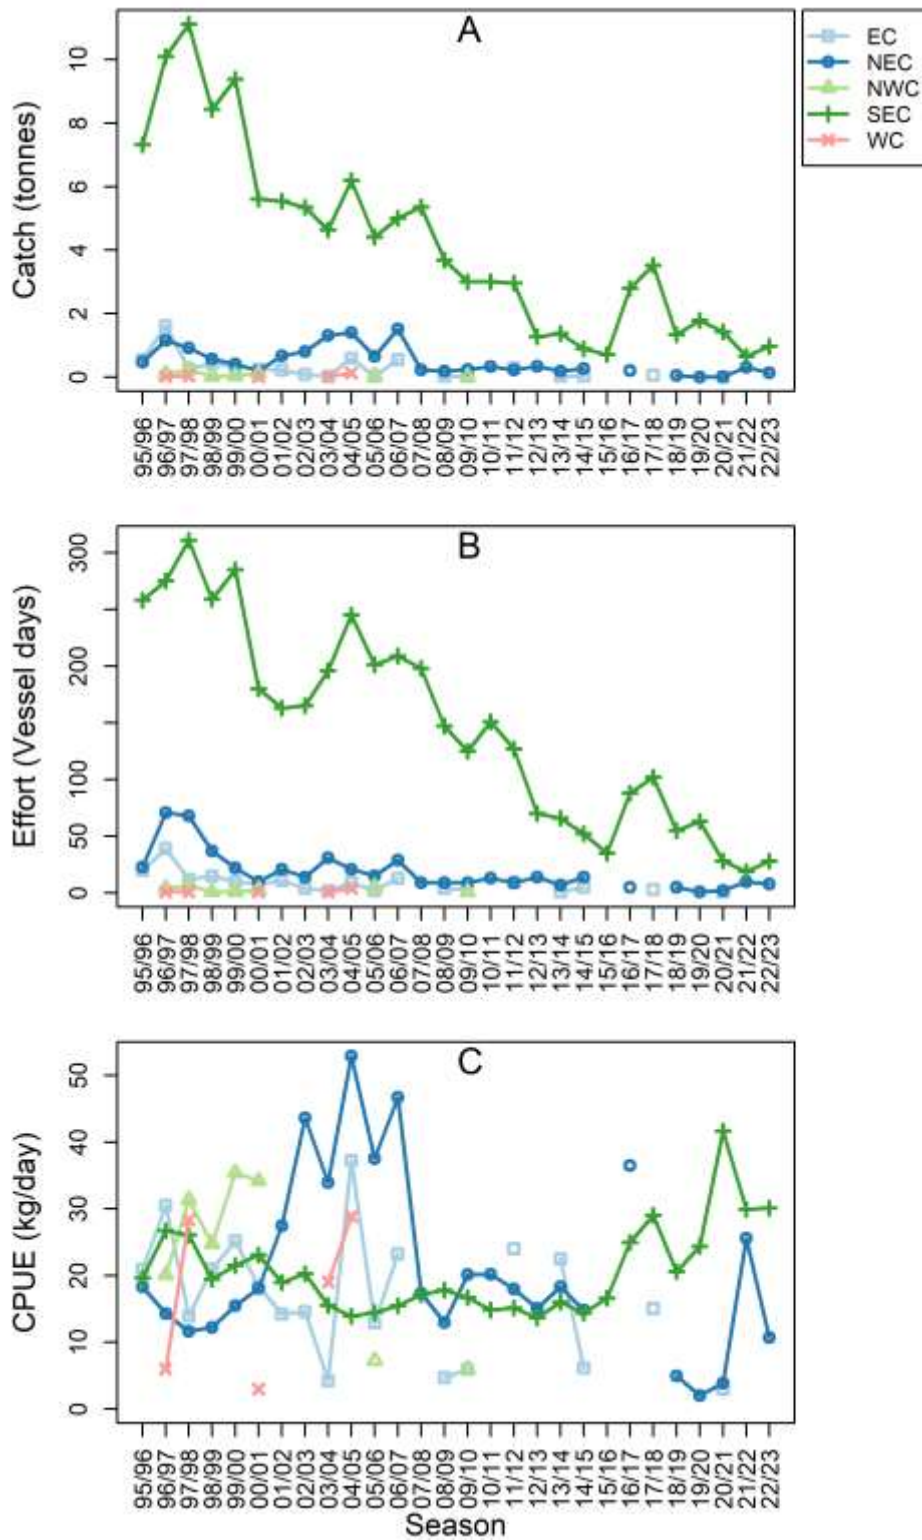 A
EC
NEC
NWC
SEC
WC
Catch (tonnes)
10
8
6
4
2
0
95/96 96/97 97/98 98/99 99/00 00/01 01/02 02/03 03/04 04/05 05/06 06/07 07/08 08/09 09/10 10/11 11/12 12/13 13/14 14/15 15/16 16/17 17/18 18/19 19/20 20/21 21/22 22/23
B
Effort (Vessel days)
300
200
100
50
0
95/96 96/97 97/98 98/99 99/00 00/01 01/02 02/03 03/04 04/05 05/06 06/07 07/08 08/09 09/10 10/11 11/12 12/13 13/14 14/15 15/16 16/17 17/18 18/19 19/20 20/21 21/22 22/23
C
CPUE (kg/day)
50
40
30
20
10
0
95/96 96/97 97/98 98/99 99/00 00/01 01/02 02/03 03/04 04/05 05/06 06/07 07/08 08/09 09/10 10/11 11/12 12/13 13/14 14/15 15/16 16/17 17/18 18/19 19/20 20/21 21/22 22/23
Season